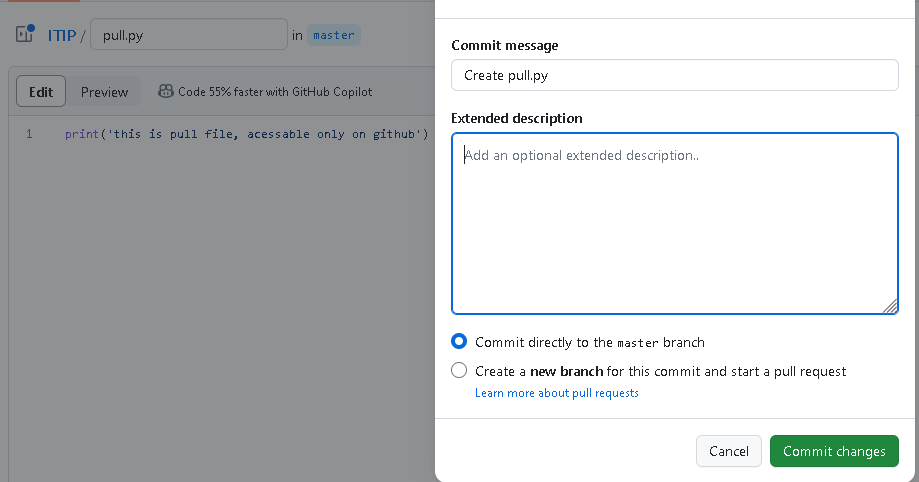 ITIP / pull.py in master
Edit Preview Code 55% faster with GitHub Copilot
1 print('this is pull file, acessable only on github')
Commit message
Create pull.py
Extended description
Add an optional extended description..
Commit directly to the master branch
Create a new branch for this commit and start a pull request
Learn more about pull requests
Cancel Commit changes